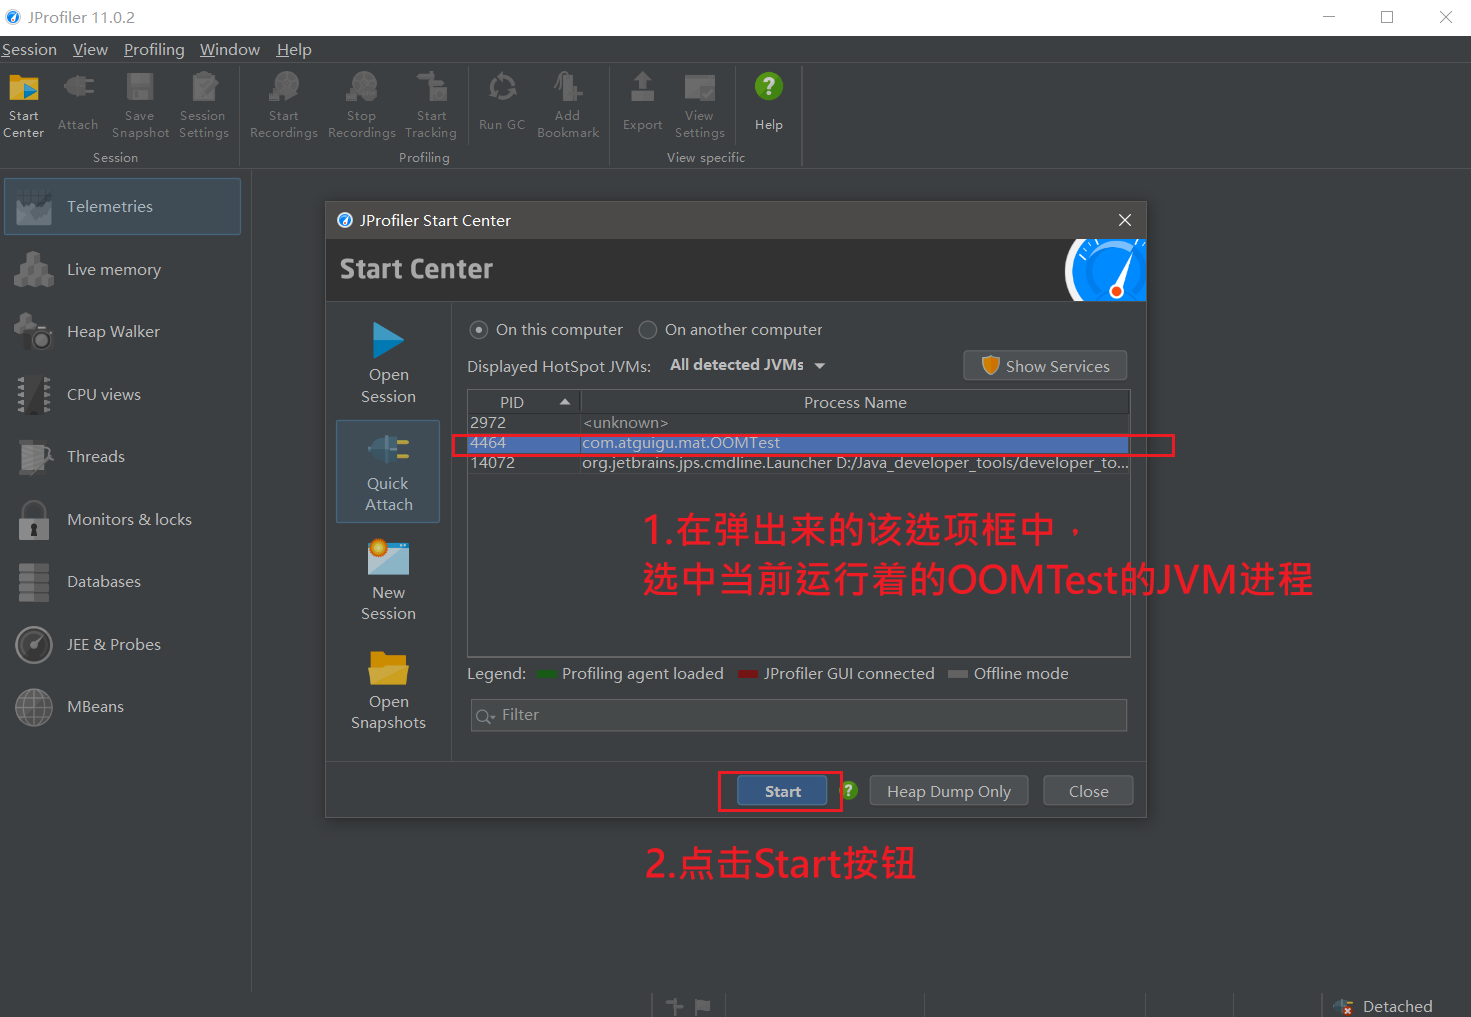 JProfiler 11.0.2
Session View Profiling Window Help
Start Center
Attach
Save Snapshot
Session Settings
Start Recordings
Stop Recordings
Start Tracking
Run GC
Add Bookmark
Export
View Settings
Help
Session
Profiling
View specific
Telemetries
Live memory
Heap Walker
CPU views
Threads
Monitors & locks
Databases
JEE & Probes
MBeans
JProfiler Start Center
Start Center
Open Session
Quick Attach
New Session
Open Snapshots
On this computer On another computer
Displayed HotSpot JVMs: All detected JVMs Show Services
PID Process Name
2972 <unknown>
4464 com.atguigu.mat.OOMTest
14072 org.jetbrains.jps.cmdline.Launcher D:/Java_developer_tools/developer_to...
1.在弹出来的该选项框中，
选中当前运行着的OOMTest的JVM进程
Legend: Profiling agent loaded JProfiler GUI connected Offline mode
Filter
Start ? Heap Dump Only Close
2.点击Start按钮
Detached